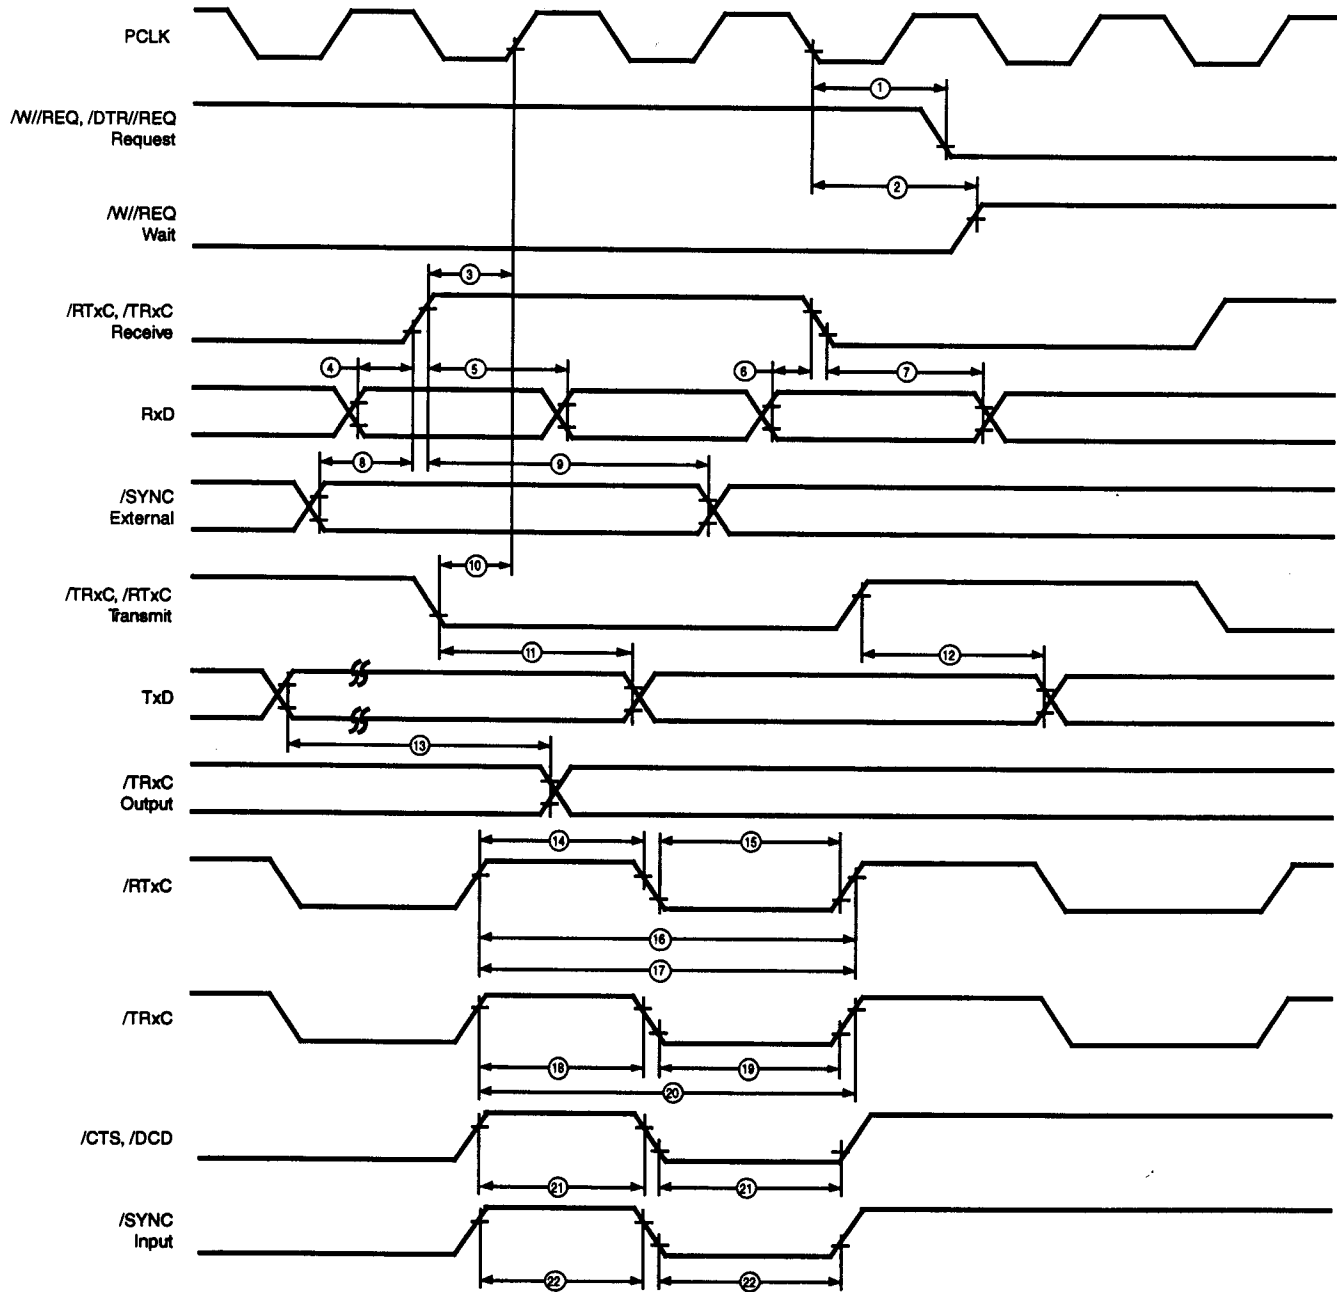 PCLK
1
/W//REQ, /DTR//REQ
Request
2
/W//REQ
Wait
3
/RTxC, /TRxC
Receive
4
5
6
7
RxD
8
9
/SYNC
External
10
/TRxC, /RTxC
Transmit
11
12
TxD
13
/TRxC
Output
14
15
/RTxC
16
17
/TRxC
18
19
20
/CTS, /DCD
21
21
/SYNC
Input
22
22